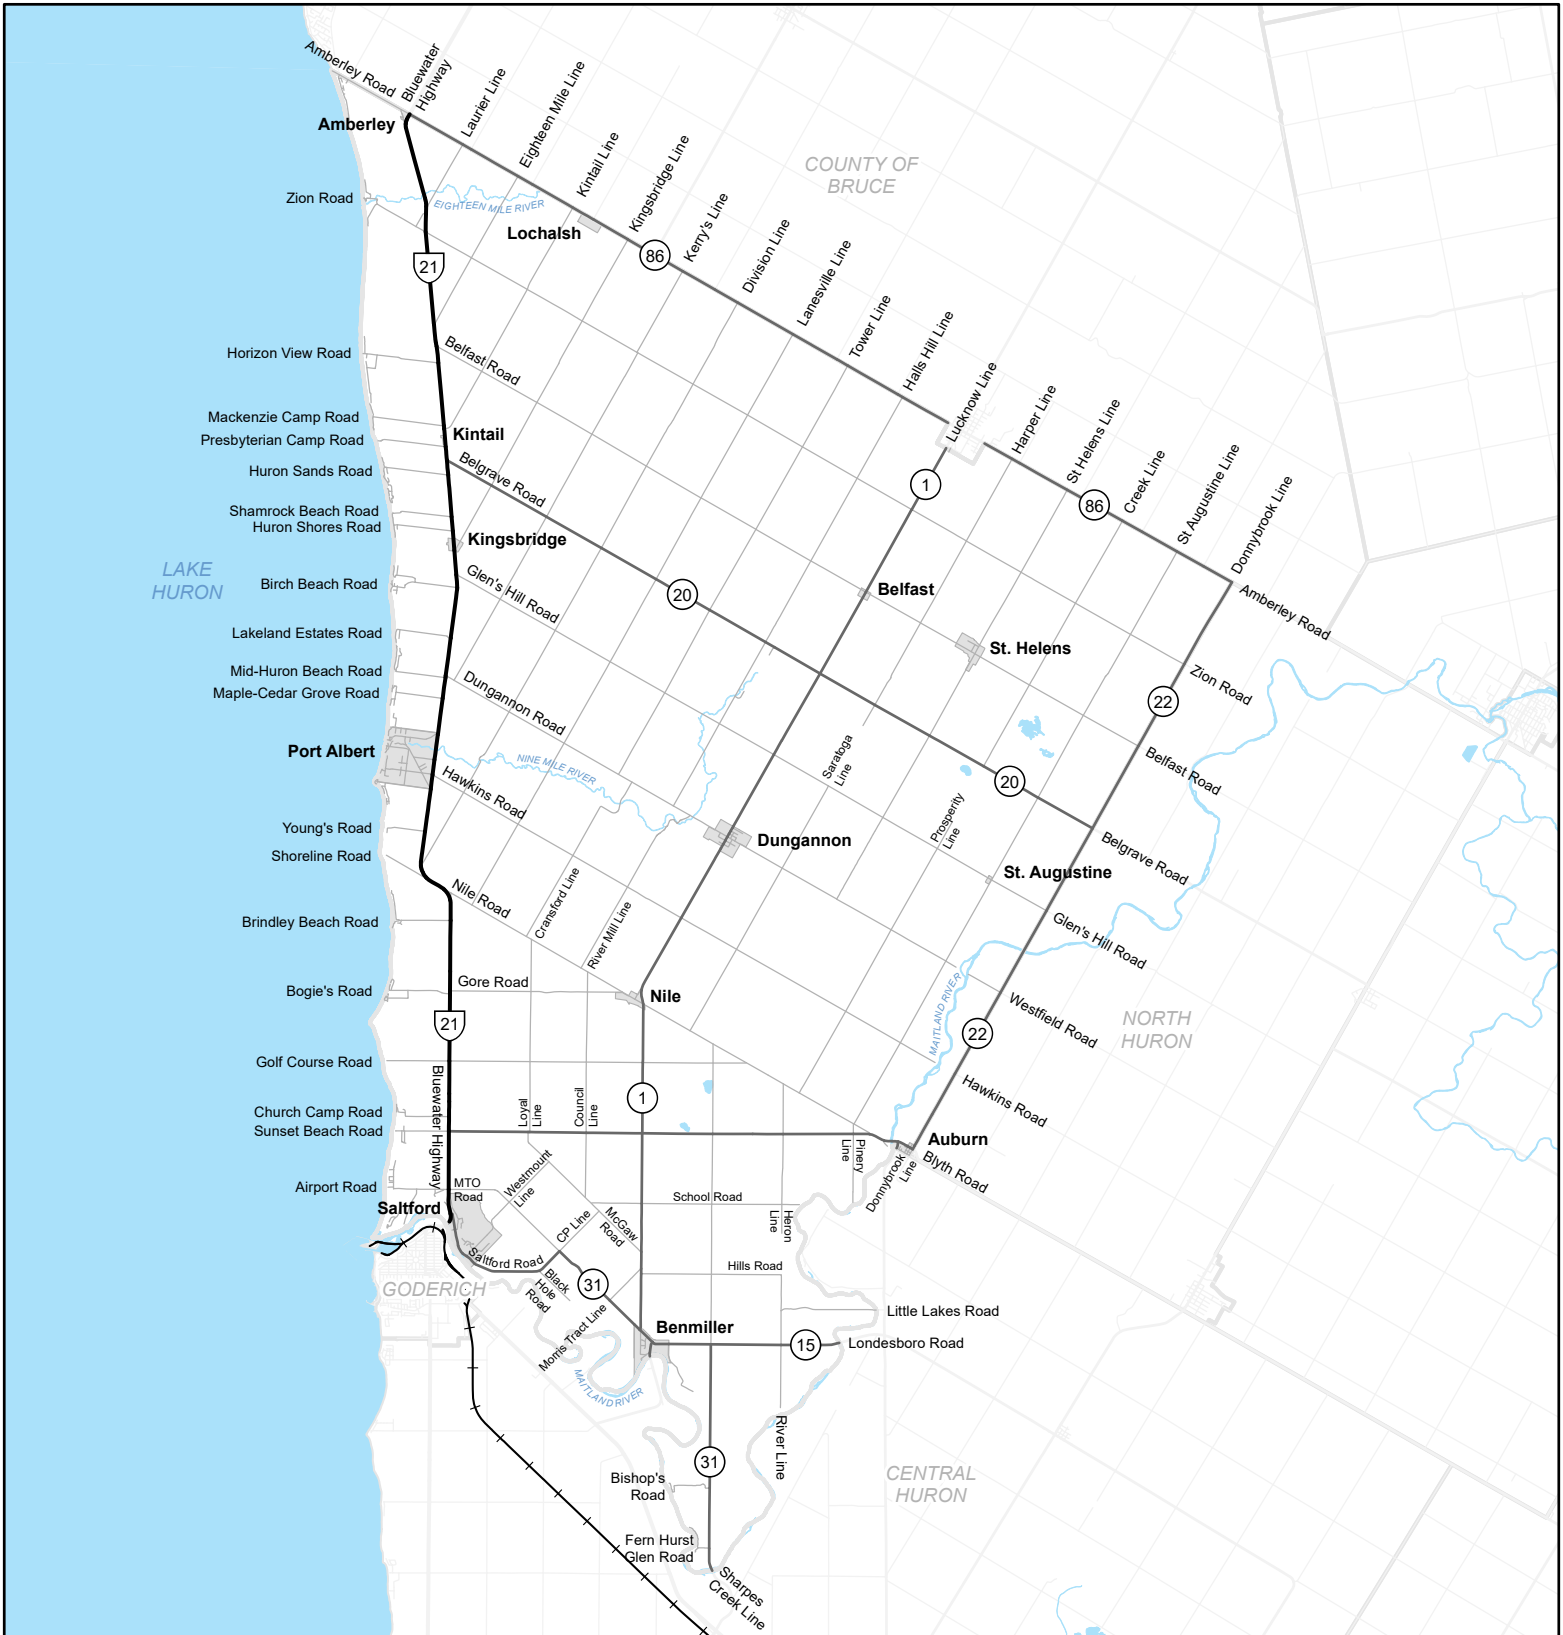 Amberley Road
Bluewater
Highway
Laurier Line
Eighteen Mile Line
Kintail Line
Kingsbridge Line
Kerry's Line
Division Line
Lanesville Line
Tower Line
Halls Hill Line
Lucknow Line
Harper Line
St Helens Line
Creek Line
St Augustine Line
Donnybrook Line
COUNTY OF
BRUCE
Amberley
Zion Road
EIGHTEEN MILE RIVER
Lochalsh
86
21
Horizon View Road
Belfast Road
Mackenzie Camp Road
Presbyterian Camp Road
Kintail
Huron Sands Road
Belgrave Road
1
86
Shamrock Beach Road
Huron Shores Road
Kingsbridge
LAKE
HURON
Birch Beach Road
Glen's Hill Road
20
Belfast
Amberley Road
Lakeland Estates Road
St. Helens
Mid-Huron Beach Road
Maple-Cedar Grove Road
Dungannon Road
Zion Road
22
Port Albert
NINE MILE RIVER
Hawkins Road
Saratoga
Line
20
Belfast Road
Young's Road
Shoreline Road
Dungannon
Prosperity
Line
Belgrave Road
St. Augustine
Nile Road
Cransford Line
River Mill Line
Brindley Beach Road
Glen's Hill Road
Bogie's Road
Gore Road
Nile
MAITLAND RIVER
Westfield Road
NORTH
HURON
21
22
Golf Course Road
Bluewater Highway
Hawkins Road
Loyal
Line
Council
Line
1
Church Camp Road
Sunset Beach Road
Pinery
Line
Donnybrook
Line
Auburn
Blyth Road
Airport Road
MTO
Road
Westmount
Line
School Road
Saltford
CP Line
McGaw
Road
Heron
Line
Saltford Road
Black
Hole
Road
31
Hills Road
GODERICH
Morris Tract Line
Little Lakes Road
Benmiller
15
Londesboro Road
MAITLAND RIVER
River Line
31
Bishop's
Road
CENTRAL
HURON
Fern Hurst
Glen Road
Sharpes
Creek Line